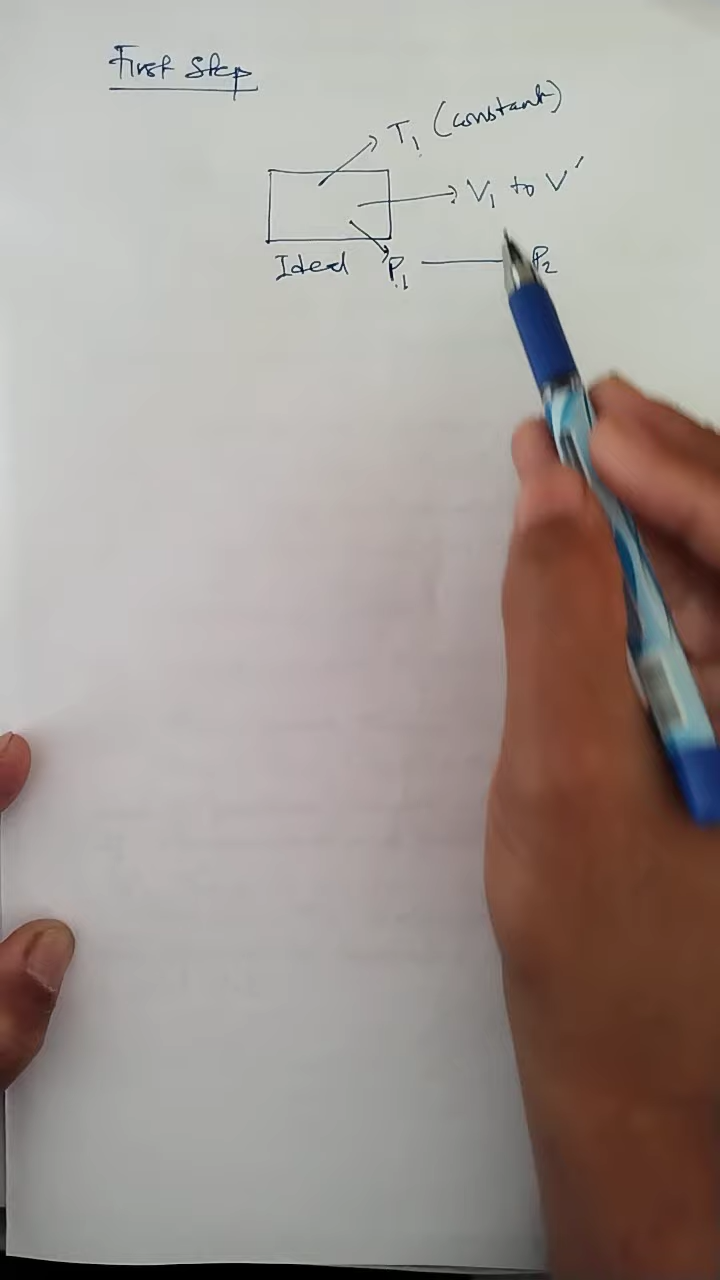 First Step
T₁ (constant)
V₁ to V′
Ideal P₁ — P₂